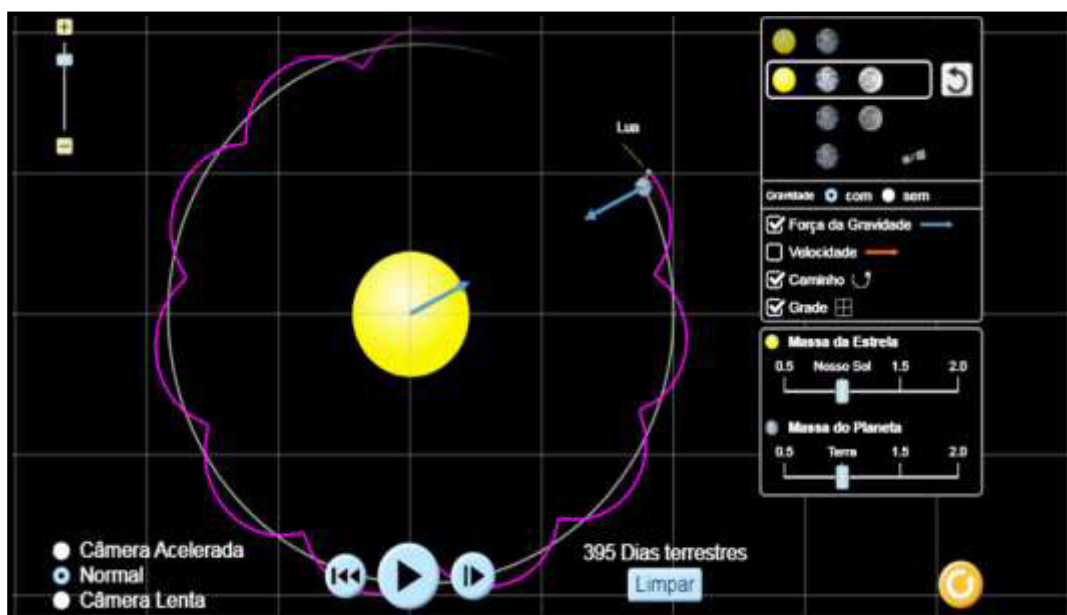 Lua
Gravidade com sem
Força da Gravidade
Velocidade
Caminho
Grade
Massa da Estrela
0.5 Nosso Sol 1.5 2.0
Massa do Planeta
0.5 Terra 1.5 2.0
Câmera Acelerada
Normal
Câmera Lenta
395 Dias terrestres
Limpar